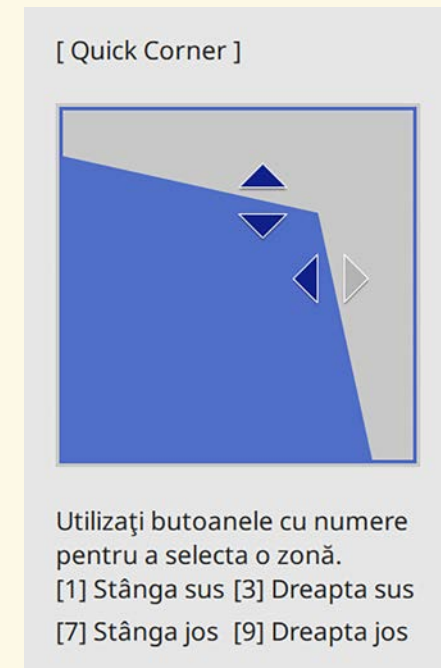 [ Quick Corner ]
Utilizaţi butoanele cu numere
pentru a selecta o zonă.
[1] Stânga sus [3] Dreapta sus
[7] Stânga jos [9] Dreapta jos